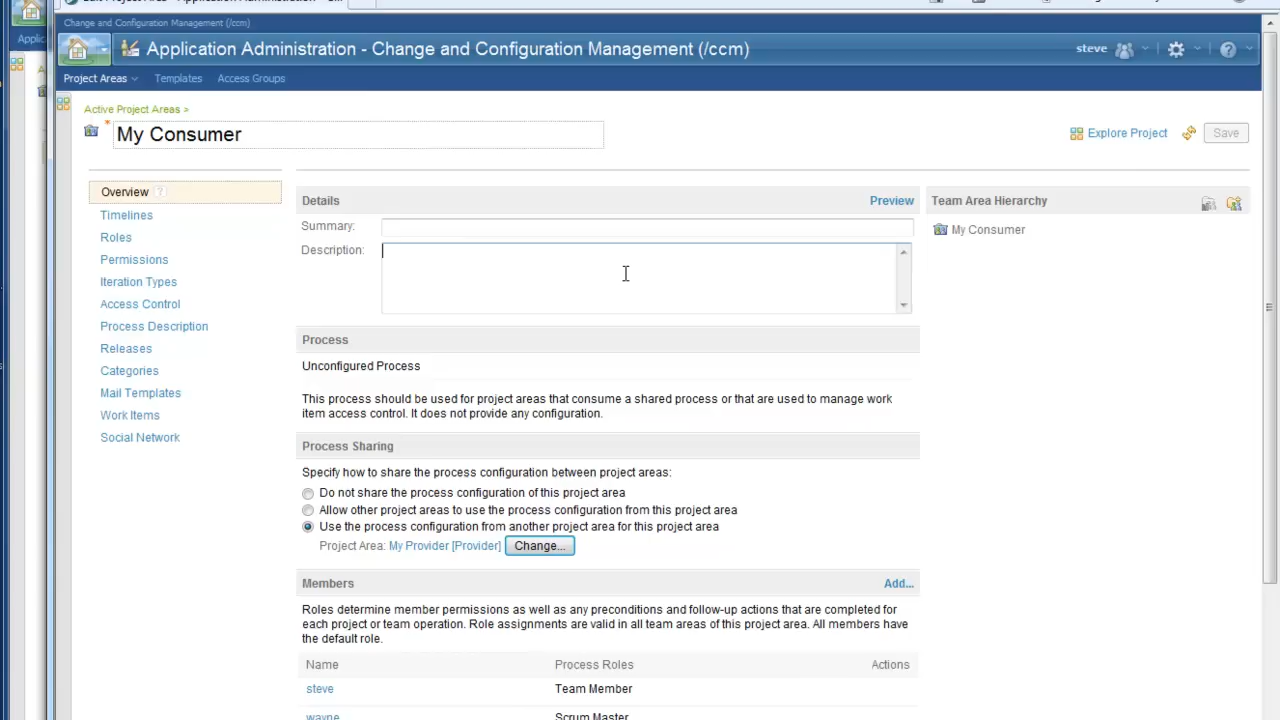 Change and Configuration Management (/ccm)
Application Administration - Change and Configuration Management (/ccm)
steve
Project Areas
Templates
Access Groups
Active Project Areas >
* My Consumer
Explore Project
Save
Overview ?
Timelines
Roles
Permissions
Iteration Types
Access Control
Process Description
Releases
Categories
Mail Templates
Work Items
Social Network
Details
Preview
Summary:
Description:
Process
Unconfigured Process
This process should be used for project areas that consume a shared process or that are used to manage work
item access control. It does not provide any configuration.
Process Sharing
Specify how to share the process configuration between project areas:
Do not share the process configuration of this project area
Allow other project areas to use the process configuration from this project area
Use the process configuration from another project area for this project area
Project Area: My Provider [Provider] Change...
Members
Add...
Roles determine member permissions as well as any preconditions and follow-up actions that are completed for
each project or team operation. Role assignments are valid in all team areas of this project area. All members have
the default role.
Name Process Roles Actions
steve Team Member
wayne Scrum Master
Team Area Hierarchy
My Consumer